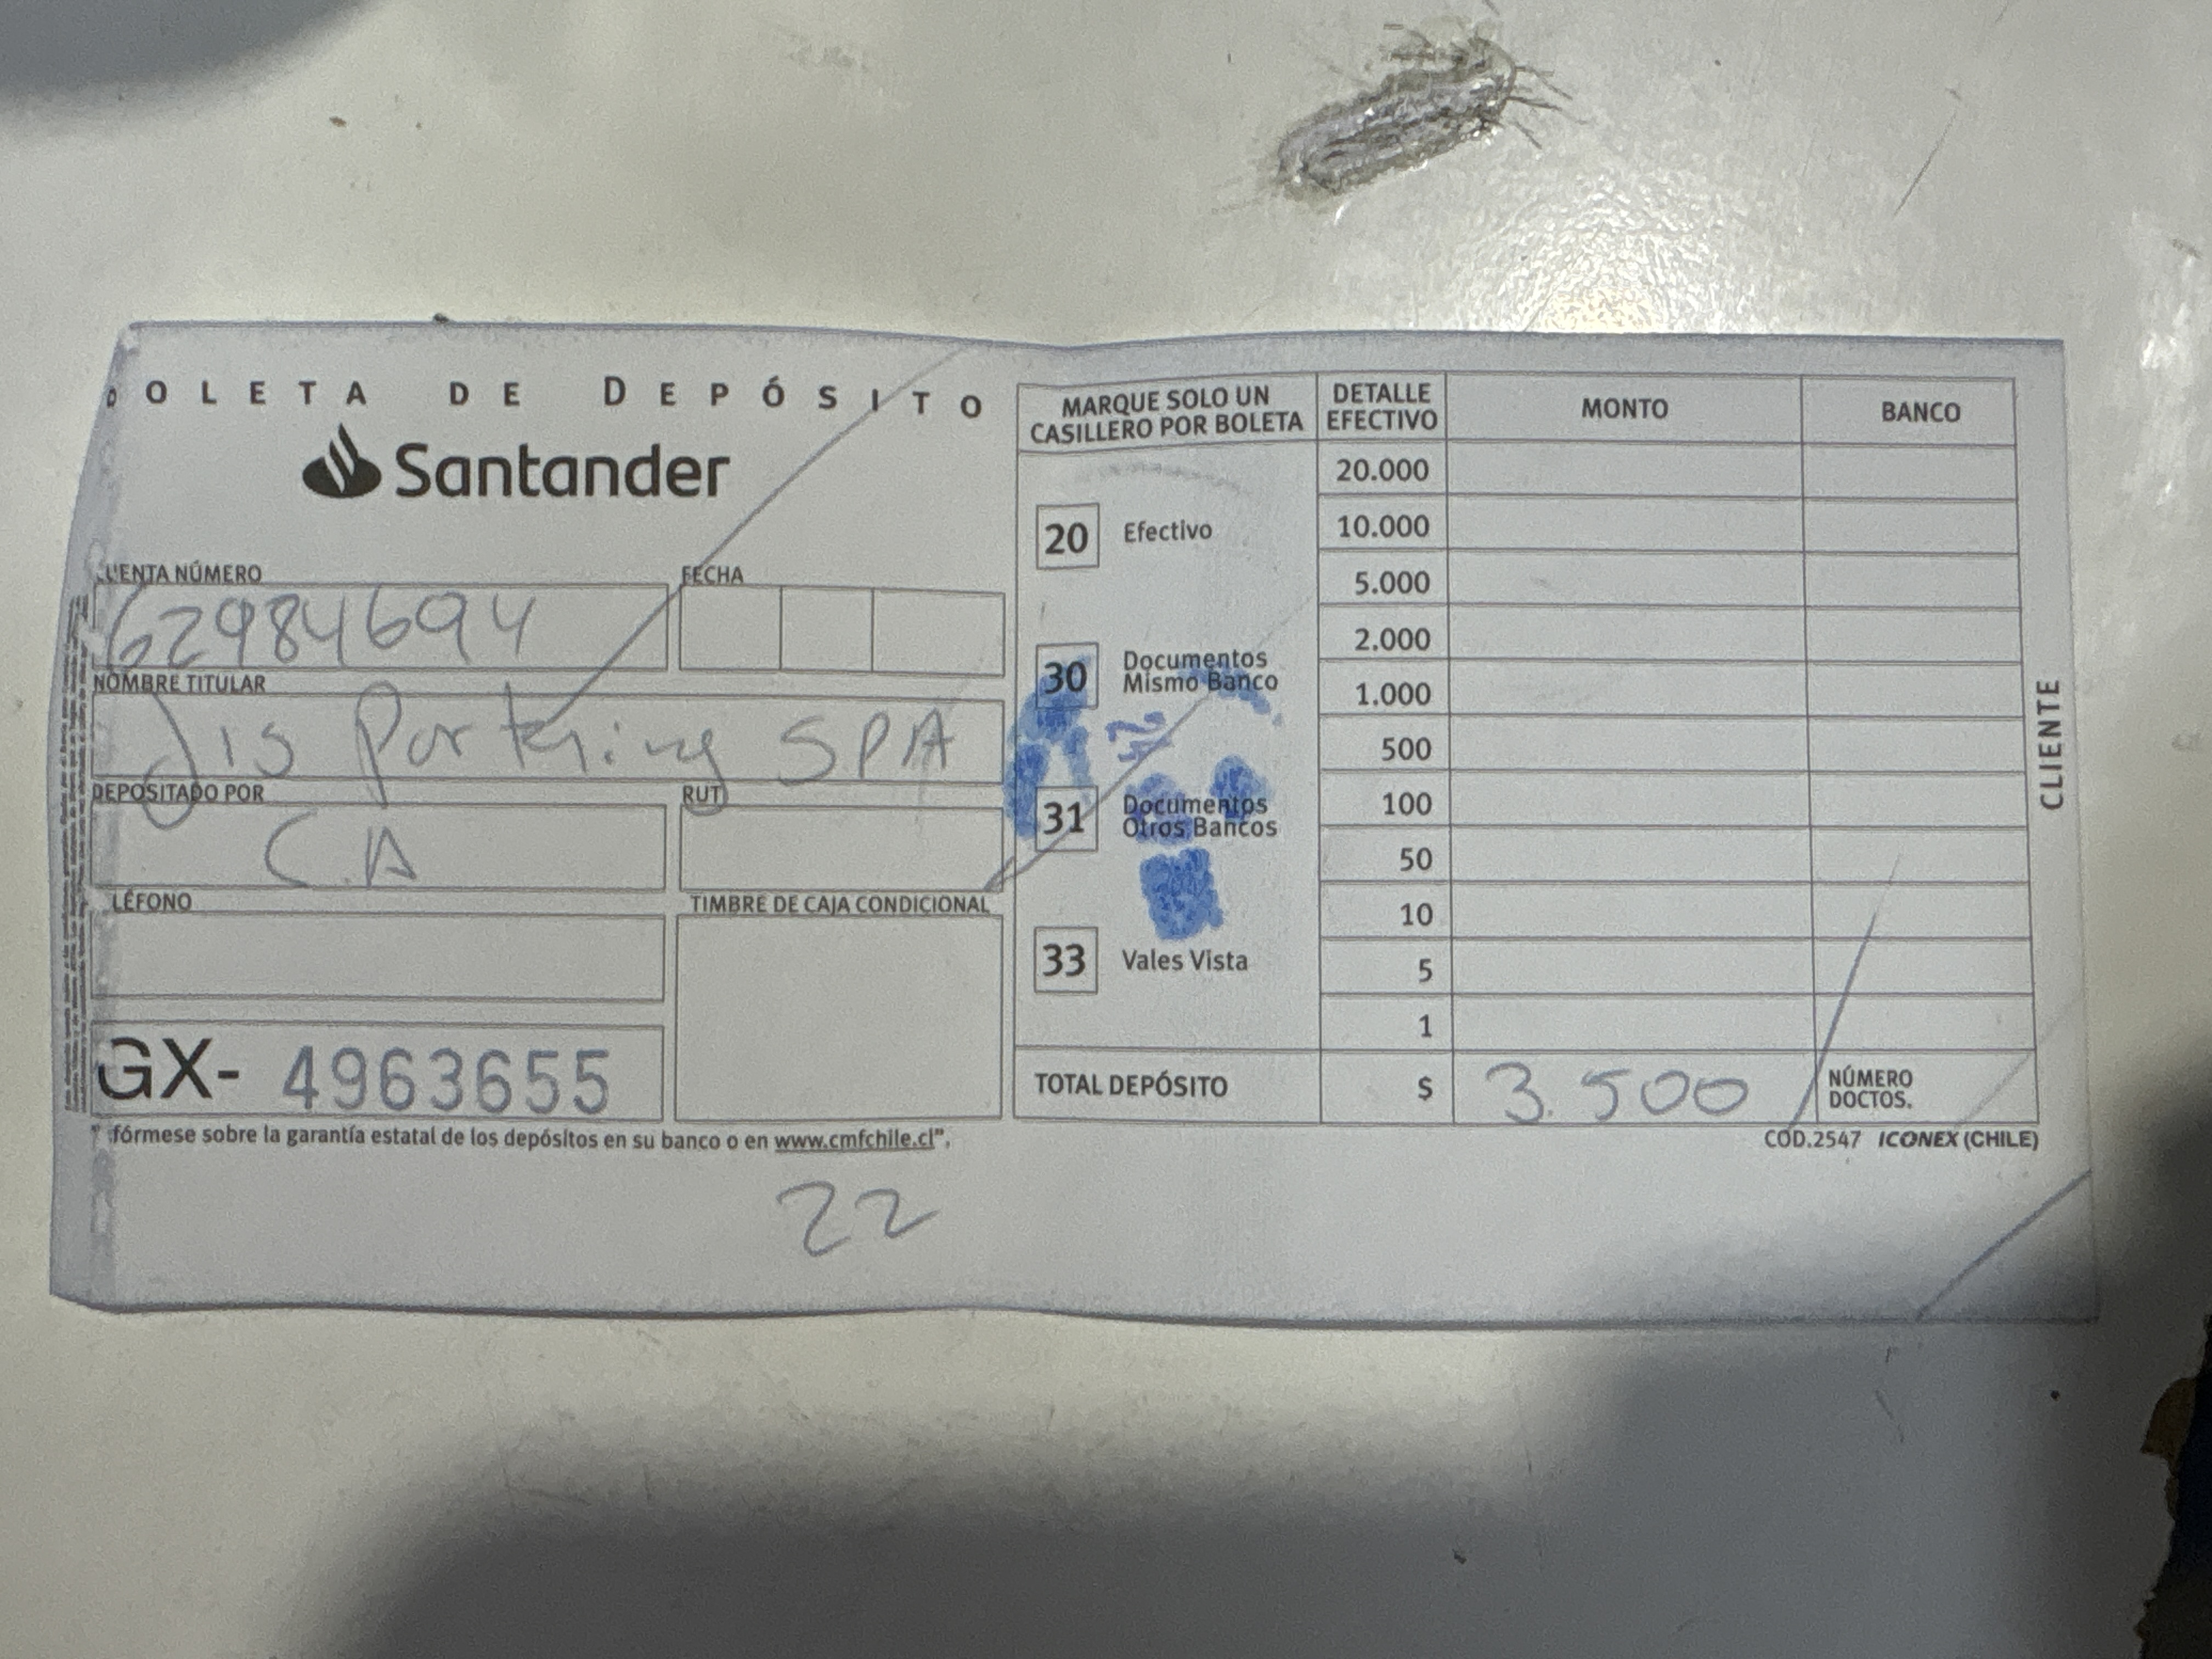 OLETA DE DEPÓSITO
Santander
CUENTA NÚMERO
62984694
FECHA
NOMBRE TITULAR
Jis Parking SPA
DEPOSITADO POR
C.A
RUT
LÉFONO
TIMBRE DE CAJA CONDICIONAL
GX- 4963655
fórmese sobre la garantía estatal de los depósitos en su banco o en www.cmfchile.cl".
22
MARQUE SOLO UN
CASILLERO POR BOLETA
20 Efectivo
30 Documentos
Mismo Banco
31 Documentos
Otros Bancos
33 Vales Vista
DETALLE
EFECTIVO
MONTO
BANCO
20.000
10.000
5.000
2.000
1.000
500
100
50
10
5
1
TOTAL DEPÓSITO $ 3.500
NÚMERO
DOCTOS.
COD.2547 ICONEX (CHILE)
CLIENTE